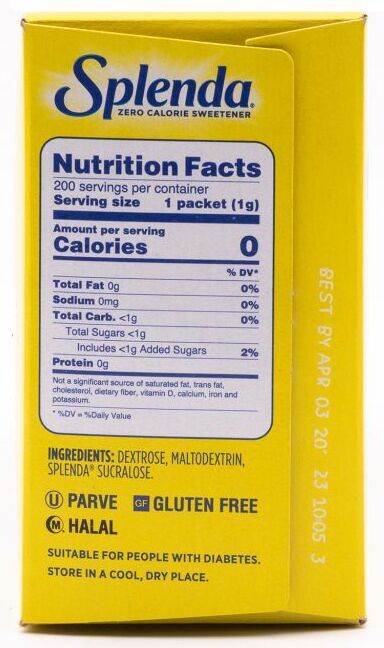 Splenda®
ZERO CALORIE SWEETENER
Nutrition Facts
200 servings per container
Serving size 1 packet (1g)
Amount per serving
Calories 0
% DV*
Total Fat 0g 0%
Sodium 0mg 0%
Total Carb. <1g 0%
Total Sugars <1g
Includes <1g Added Sugars 2%
Protein 0g
Not a significant source of saturated fat, trans fat,
cholesterol, dietary fiber, vitamin D, calcium, iron and
potassium.
* %DV = %Daily Value
INGREDIENTS: DEXTROSE, MALTODEXTRIN,
SPLENDA® SUCRALOSE.
U PARVE GF GLUTEN FREE
M. HALAL
SUITABLE FOR PEOPLE WITH DIABETES.
STORE IN A COOL, DRY PLACE.
BEST BY APR 03 20' 23 1005 3